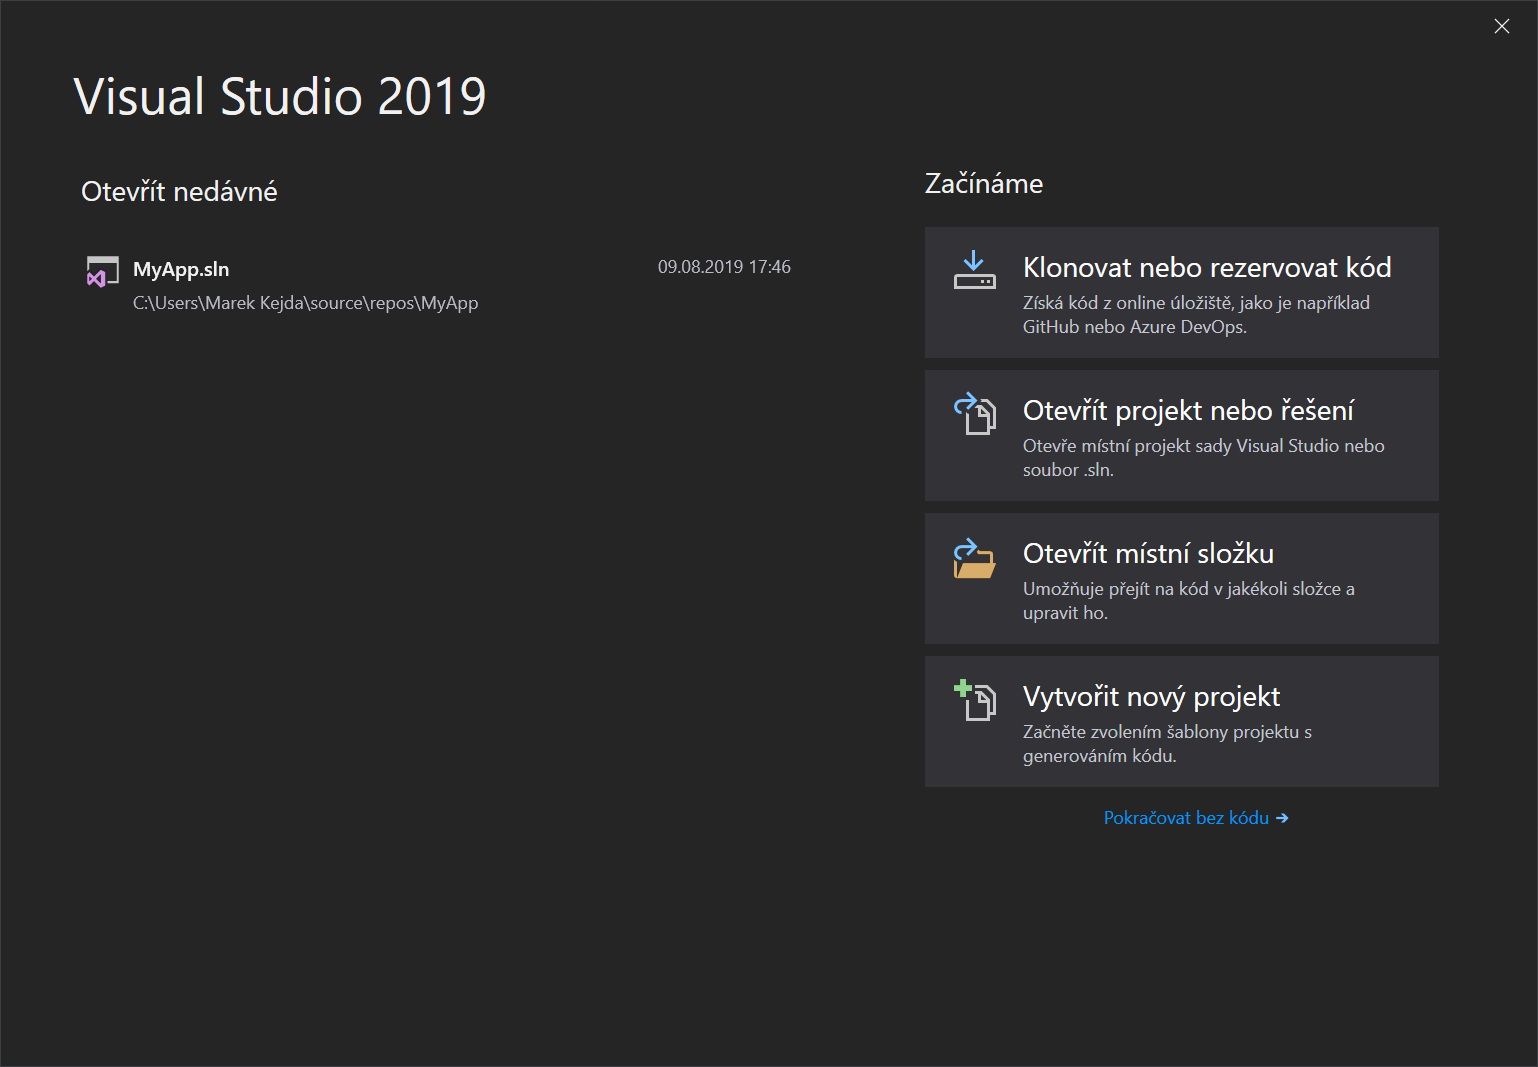 Visual Studio 2019
Otevřít nedávné
MyApp.sln
09.08.2019 17:46
C:\Users\Marek Kejda\source\repos\MyApp
Začínáme
Klonovat nebo rezervovat kód
Získá kód z online úložiště, jako je například
GitHub nebo Azure DevOps.
Otevřít projekt nebo řešení
Otevře místní projekt sady Visual Studio nebo
soubor .sln.
Otevřít místní složku
Umožňuje přejít na kód v jakékoli složce a
upravit ho.
Vytvořit nový projekt
Začněte zvolením šablony projektu s
generováním kódu.
Pokračovat bez kódu →